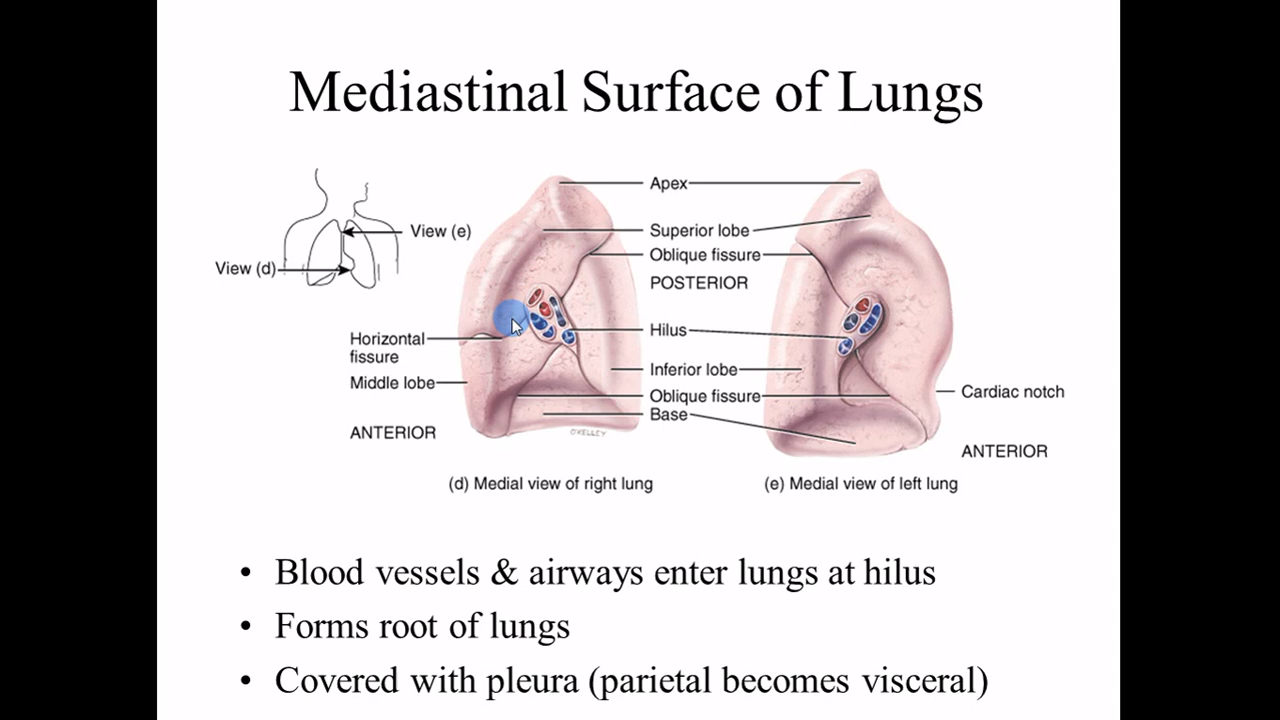 Mediastinal Surface of Lungs
View (e)
View (d)
Apex
Superior lobe
Oblique fissure
POSTERIOR
Hilus
Horizontal
fissure
Middle lobe
Inferior lobe
Oblique fissure
Base
Cardiac notch
ANTERIOR
O'KELLEY
ANTERIOR
(d) Medial view of right lung
(e) Medial view of left lung
• Blood vessels & airways enter lungs at hilus
• Forms root of lungs
• Covered with pleura (parietal becomes visceral)